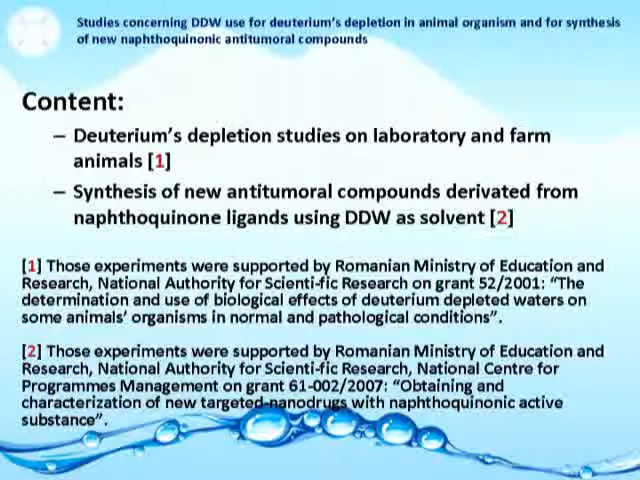 Studies concerning DDW use for deuterium's depletion in animal organism and for synthesis
of new naphthoquinonic antitumoral compounds
Content:
– Deuterium's depletion studies on laboratory and farm
animals [1]
– Synthesis of new antitumoral compounds derivated from
naphthoquinone ligands using DDW as solvent [2]
[1] Those experiments were supported by Romanian Ministry of Education and
Research, National Authority for Scienti-fic Research on grant 52/2001: “The
determination and use of biological effects of deuterium depleted waters on
some animals’ organisms in normal and pathological conditions”.
[2] Those experiments were supported by Romanian Ministry of Education and
Research, National Authority for Scienti-fic Research, National Centre for
Programmes Management on grant 61-002/2007: “Obtaining and
characterization of new targeted-nanodrugs with naphthoquinonic active
substance”.